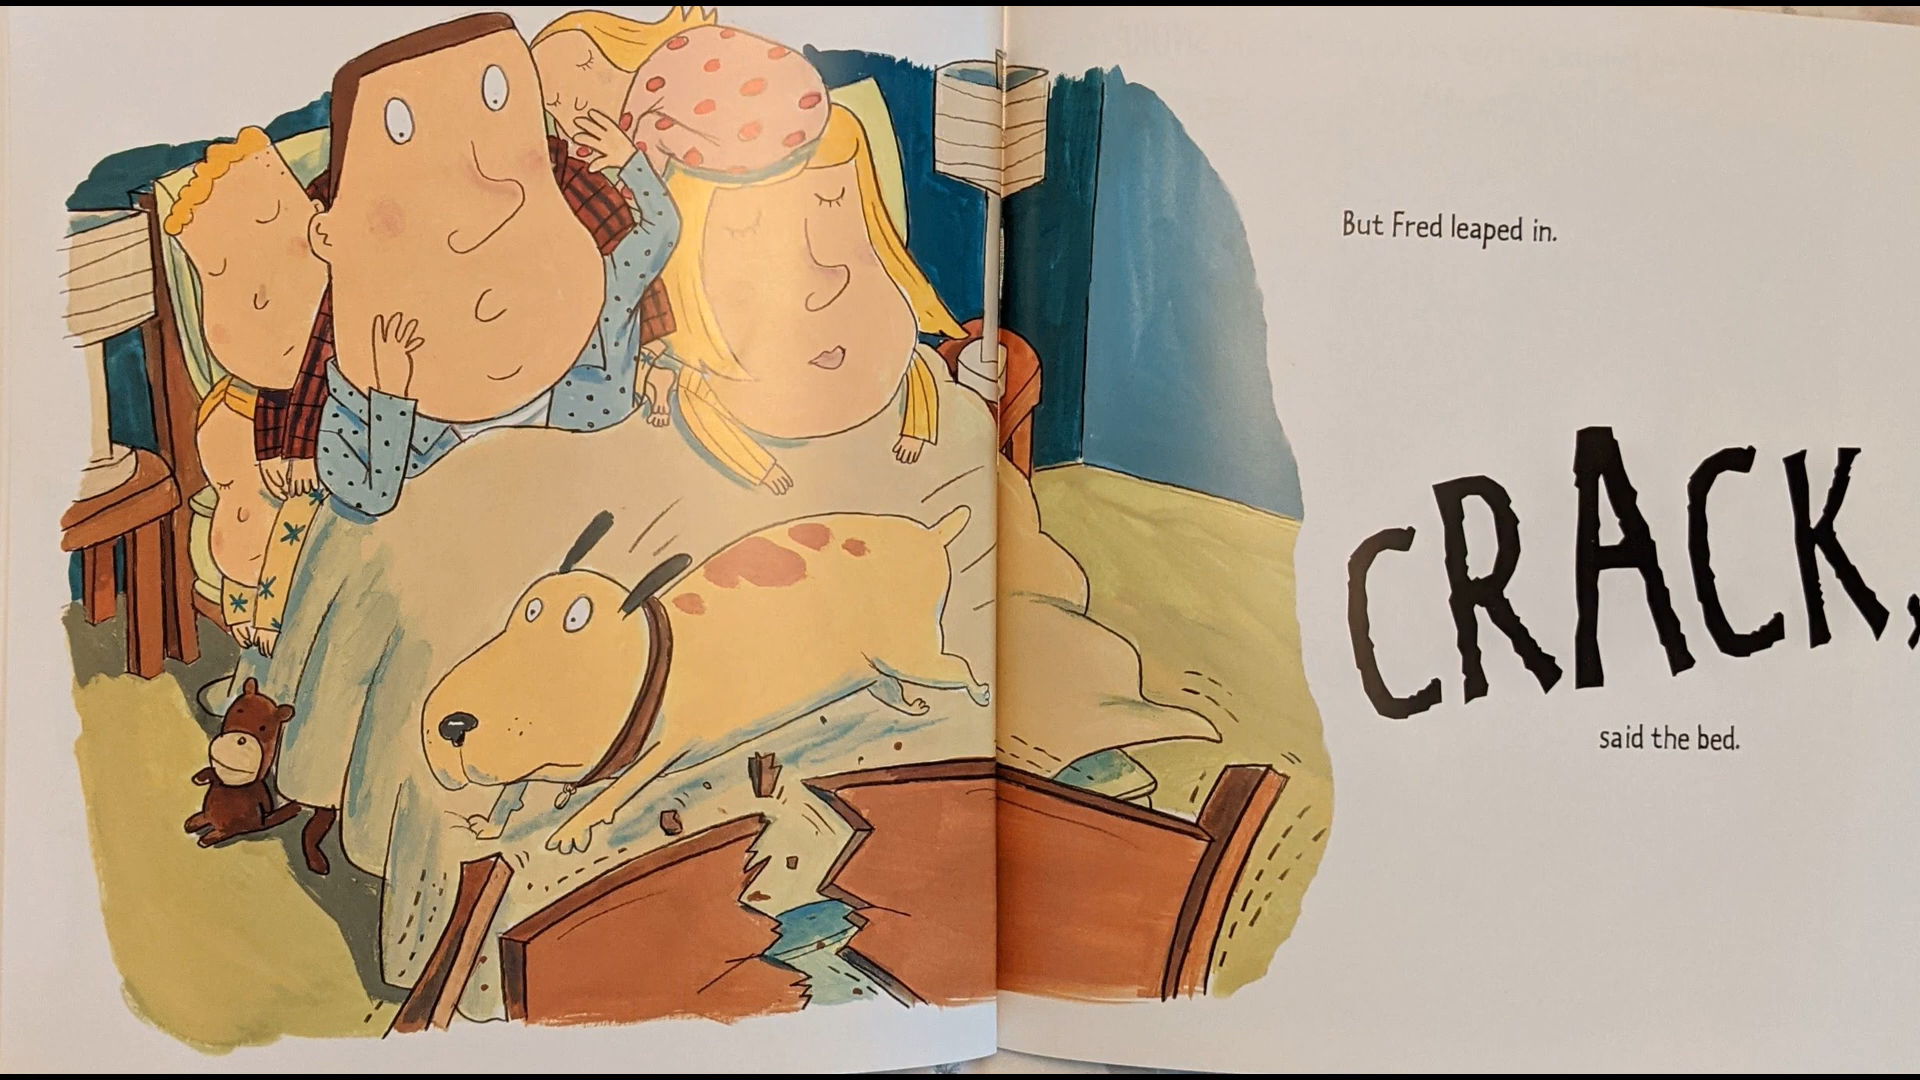 But Fred leaped in.
CRACK,
said the bed.